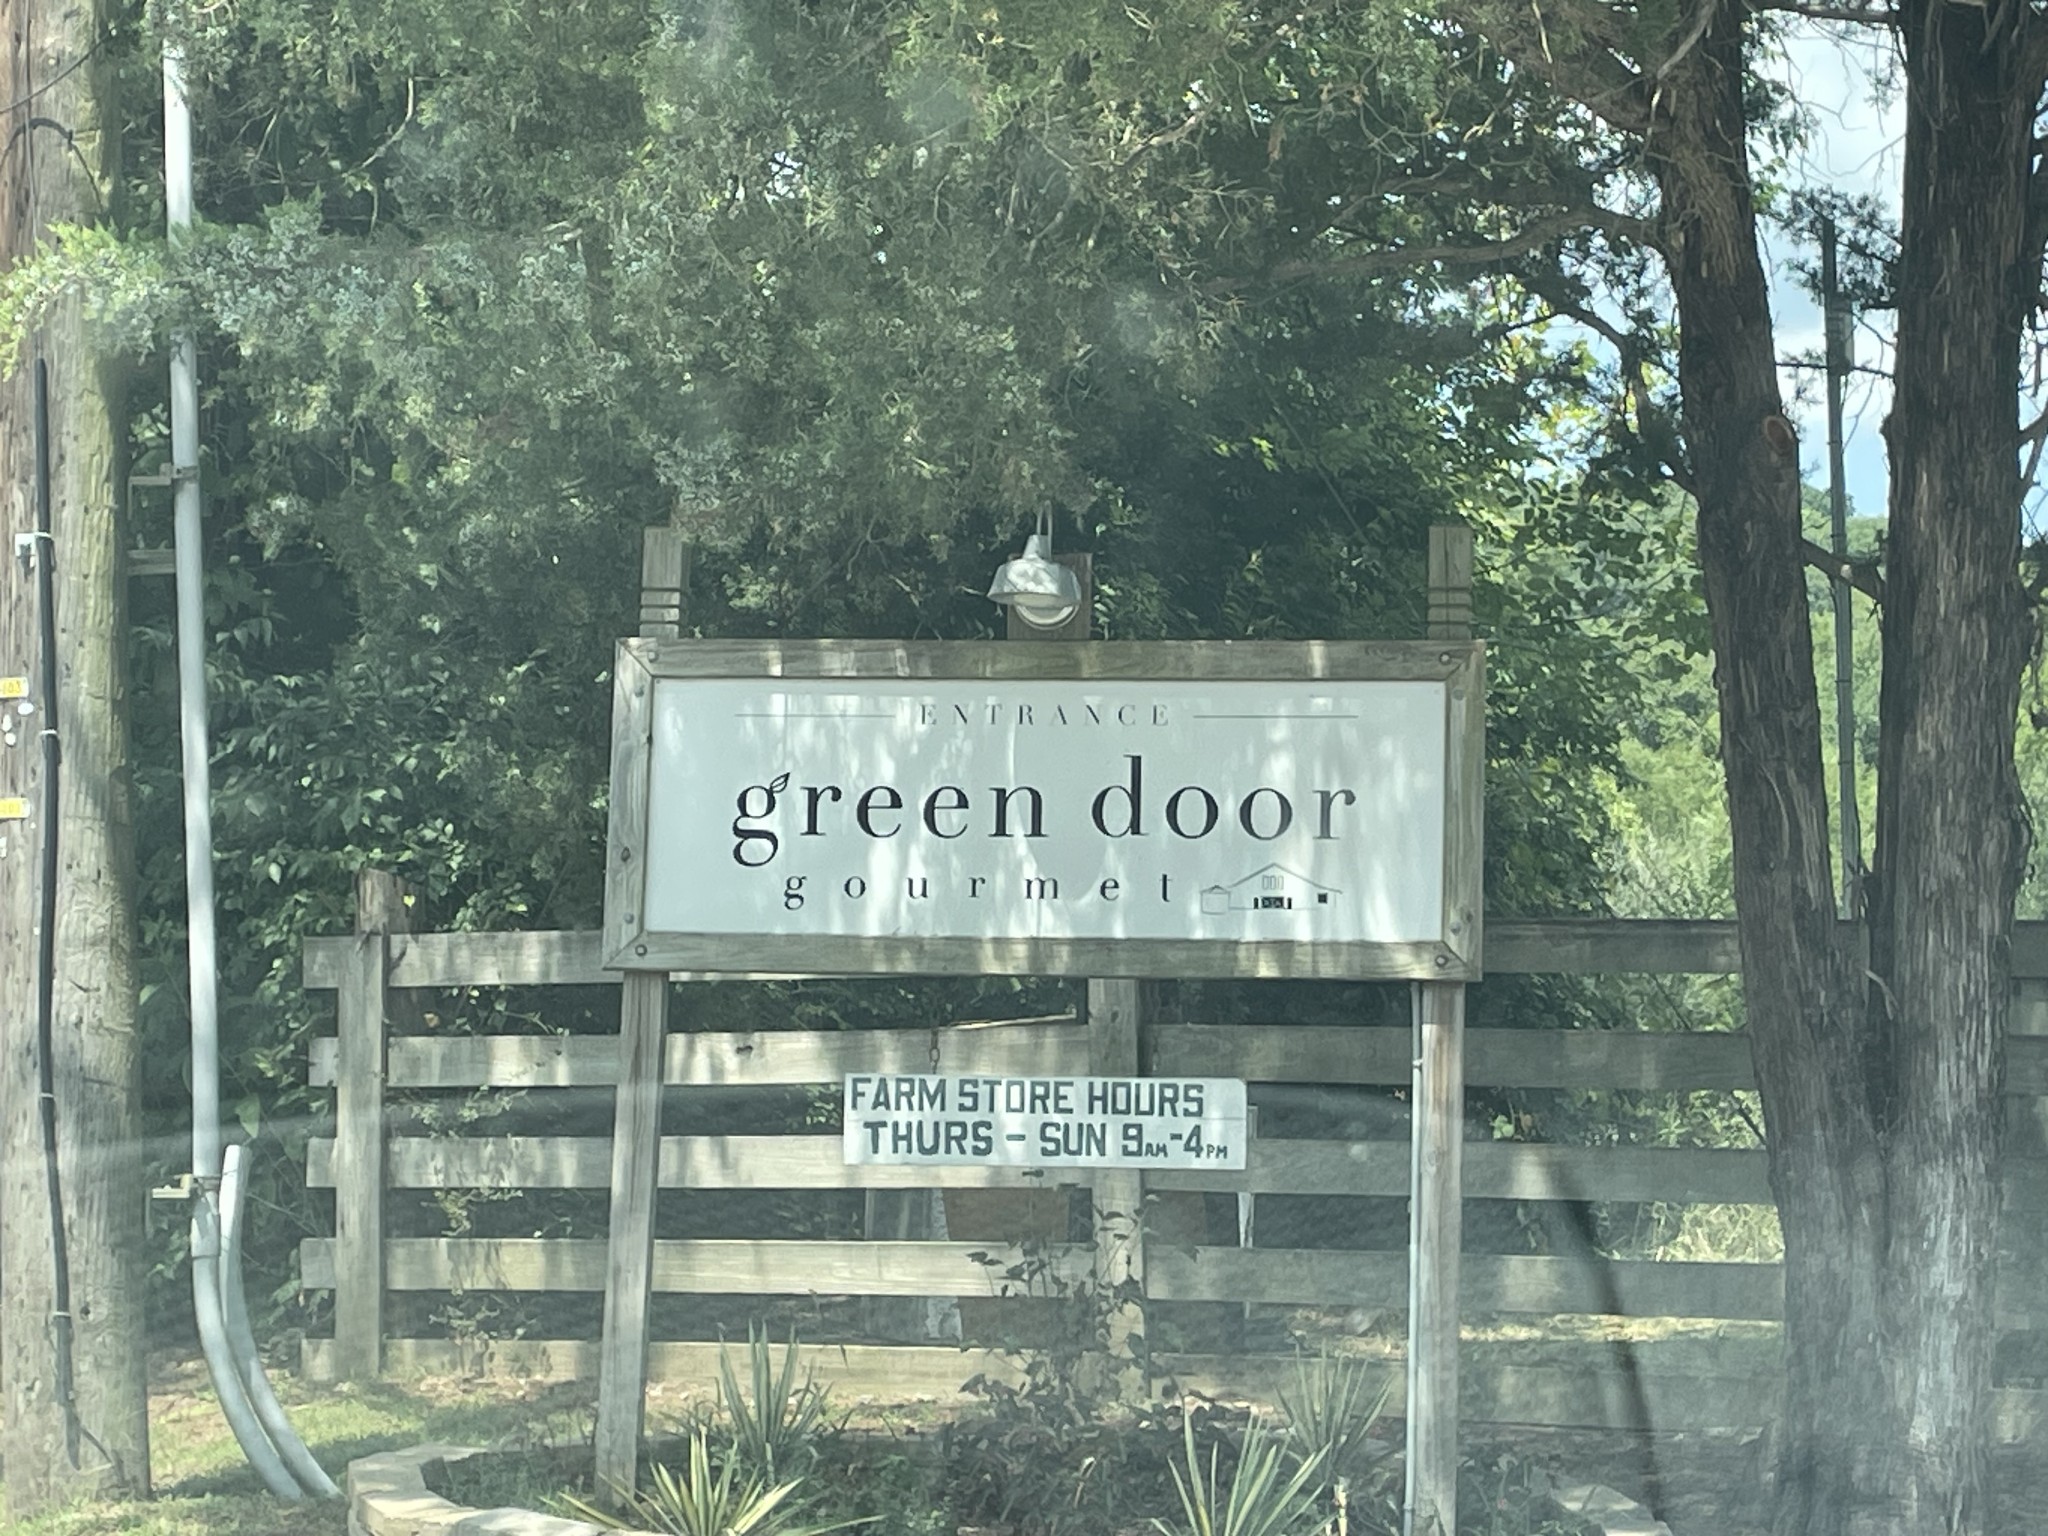 ENTRANCE
green door
gourmet
FARM STORE HOURS
THURS - SUN 9AM-4PM